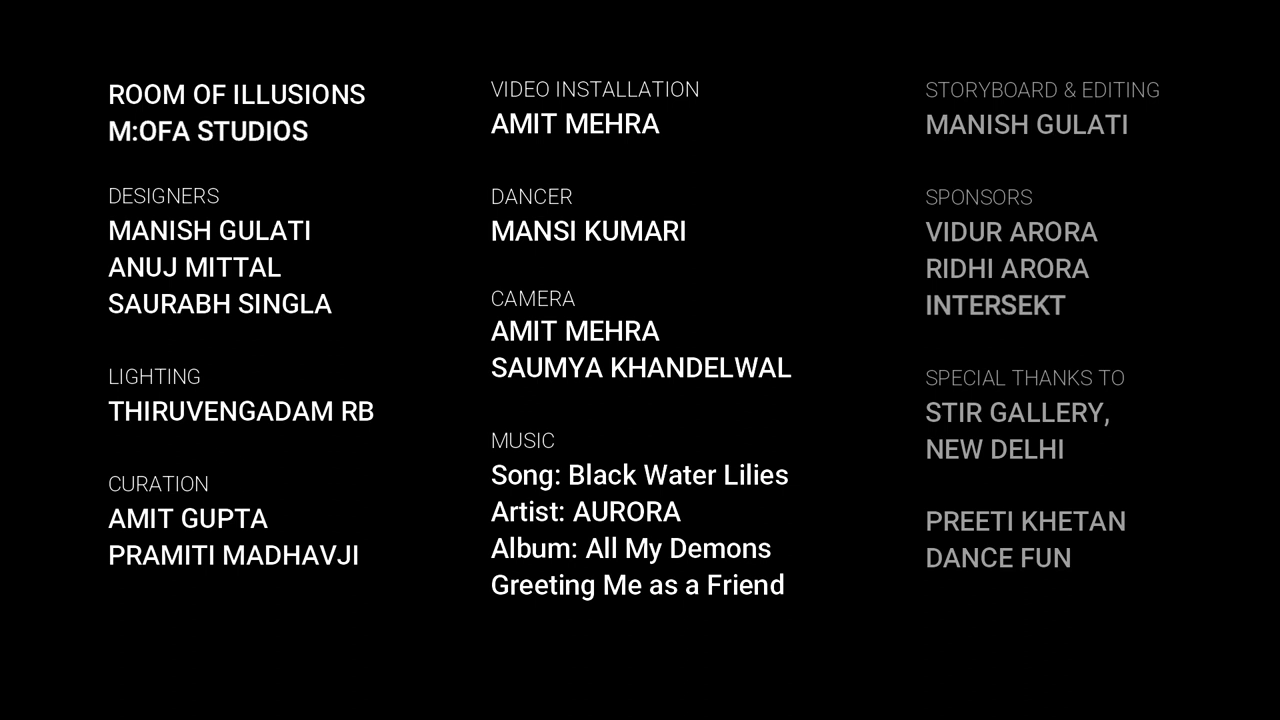 ROOM OF ILLUSIONS
M:OFA STUDIOS
DESIGNERS
MANISH GULATI
ANUJ MITTAL
SAURABH SINGLA
LIGHTING
THIRUVENGADAM RB
CURATION
AMIT GUPTA
PRAMITI MADHAVJI
VIDEO INSTALLATION
AMIT MEHRA
DANCER
MANSI KUMARI
CAMERA
AMIT MEHRA
SAUMYA KHANDELWAL
MUSIC
Song: Black Water Lilies
Artist: AURORA
Album: All My Demons
Greeting Me as a Friend
STORYBOARD & EDITING
MANISH GULATI
SPONSORS
VIDUR ARORA
RIDHI ARORA
INTERSEKT
SPECIAL THANKS TO
STIR GALLERY,
NEW DELHI
PREETI KHETAN
DANCE FUN